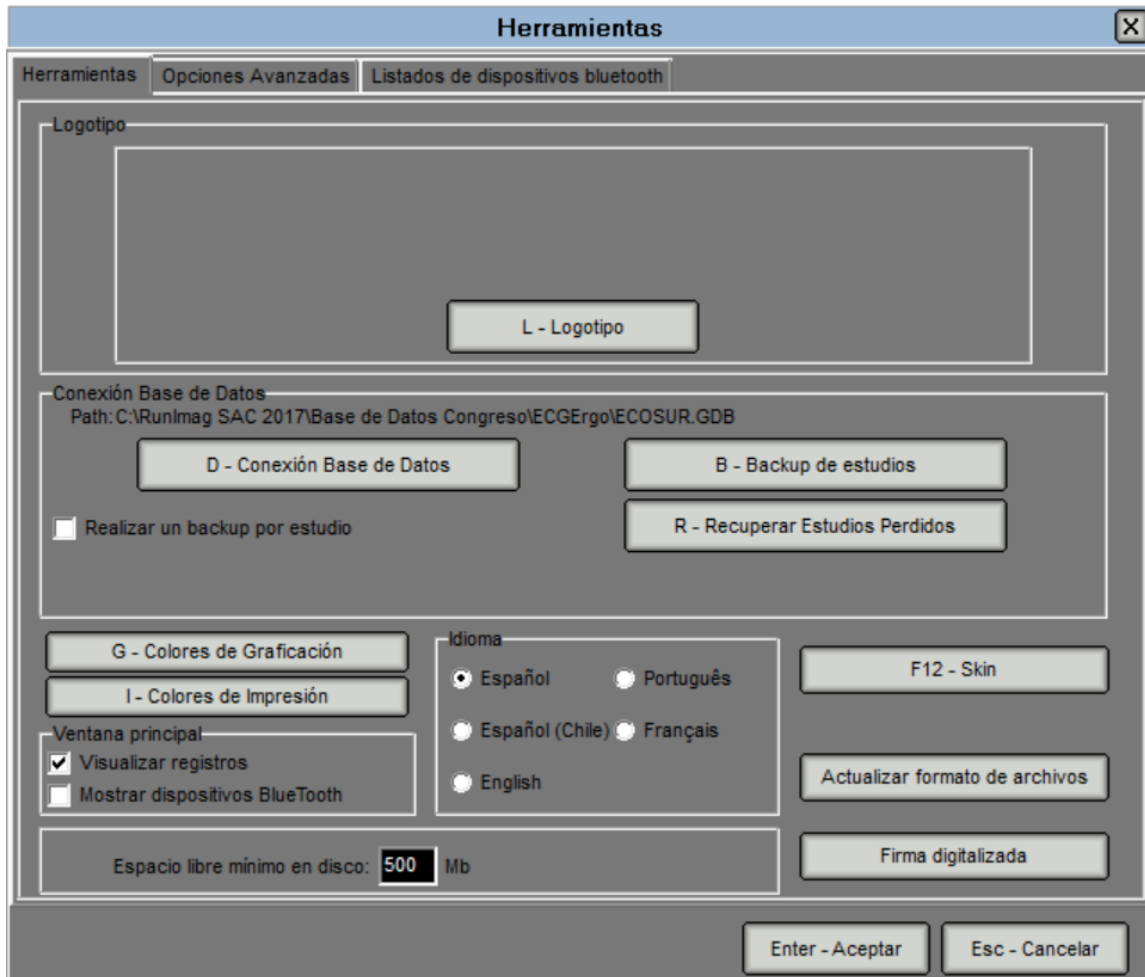 Herramientas
Herramientas Opciones Avanzadas Listados de dispositivos bluetooth
Logotipo
L - Logotipo
Conexión Base de Datos
Path: C:\RunImag SAC 2017\Base de Datos Congreso\ECGErgo\ECOSUR.GDB
D - Conexión Base de Datos
B - Backup de estudios
Realizar un backup por estudio
R - Recuperar Estudios Perdidos
G - Colores de Graficación
I - Colores de Impresión
Ventana principal
Visualizar registros
Mostrar dispositivos BlueTooth
Idioma
Español
Português
Español (Chile)
Français
English
F12 - Skin
Actualizar formato de archivos
Firma digitalizada
Espacio libre mínimo en disco: 500 Mb
Enter - Aceptar
Esc - Cancelar